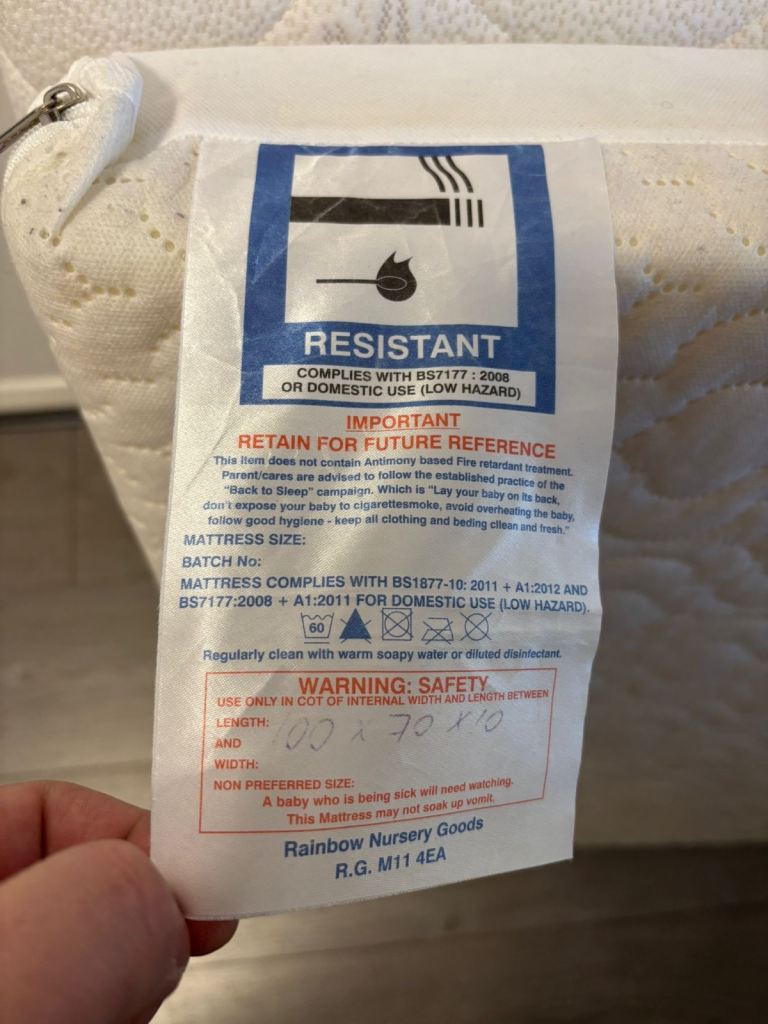 RESISTANT
COMPLIES WITH BS7177 : 2008
OR DOMESTIC USE (LOW HAZARD)
IMPORTANT
RETAIN FOR FUTURE REFERENCE
This Item does not contain Antimony based Fire retardant treatment.
Parent/cares are advised to follow the established practice of the
"Back to Sleep" campaign. Which is "Lay your baby on its back,
don't expose your baby to cigarettesmoke, avoid overheating the baby,
follow good hygiene - keep all clothing and beding cllean and fresh."
MATTRESS SIZE:
BATCH No:
MATTRESS COMPLIES WITH BS1877-10: 2011 + A1:2012 AND
BS7177:2008 + A1:2011 FOR DOMESTIC USE (LOW HAZARD).
60
Regularly clean with warm soapy water or diluted disinfectant.
WARNING: SAFETY
USE ONLY IN COT OF INTERNAL WIDTH AND LENGTH BETWEEN
LENGTH: 100 x 70 x 10
AND
WIDTH:
NON PREFERRED SIZE:
A baby who is being sick will need watching.
This Mattress may not soak up vomit.
Rainbow Nursery Goods
R.G. M11 4EA